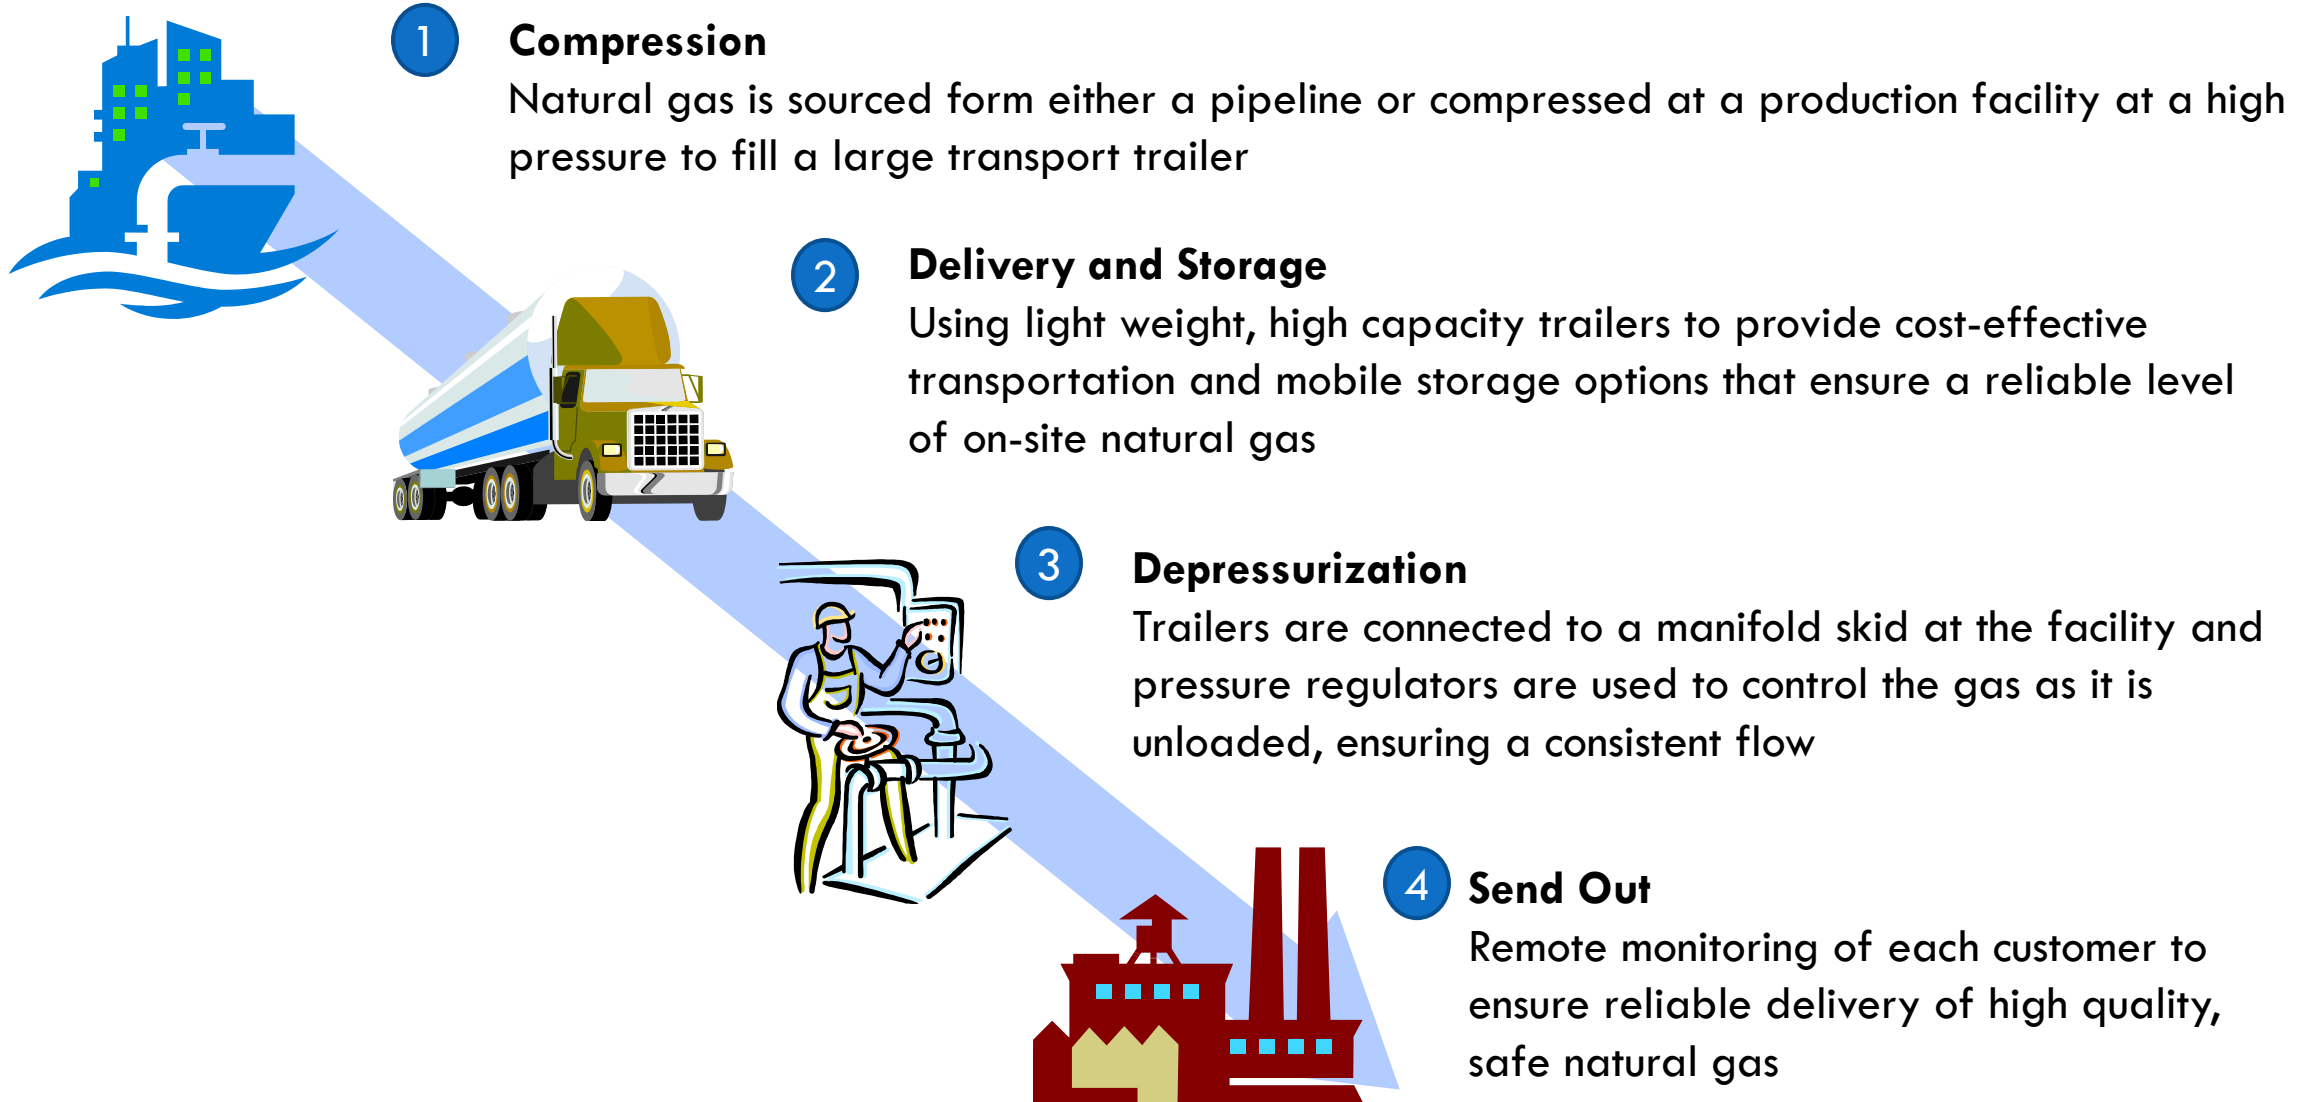 1
Compression
Natural gas is sourced form either a pipeline or compressed at a production facility at a high
pressure to fill a large transport trailer
2
Delivery and Storage
Using light weight, high capacity trailers to provide cost-effective
transportation and mobile storage options that ensure a reliable level
of on-site natural gas
3
Depressurization
Trailers are connected to a manifold skid at the facility and
pressure regulators are used to control the gas as it is
unloaded, ensuring a consistent flow
4
Send Out
Remote monitoring of each customer to
ensure reliable delivery of high quality,
safe natural gas